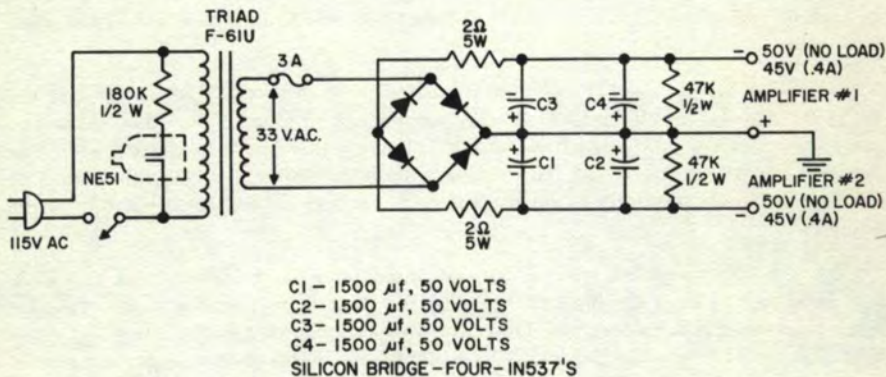 TRIAD
F-61U
2Ω
5W
3A
180K
1/2 W
33 V.A.C.
NE51
115V AC
- +
C3
- +
C4
+ -
C1
+ -
C2
47K
½W
47K
1/2 W
- 50V (NO LOAD)
45V (.4A)
AMPLIFIER #1
+
AMPLIFIER #2
50V (NO LOAD)
- 45V (.4A)
2Ω
5W
C1 – 1500 µf, 50 VOLTS
C2 – 1500 µf, 50 VOLTS
C3 – 1500 µf, 50 VOLTS
C4 – 1500 µf, 50 VOLTS
SILICON BRIDGE – FOUR – IN537'S